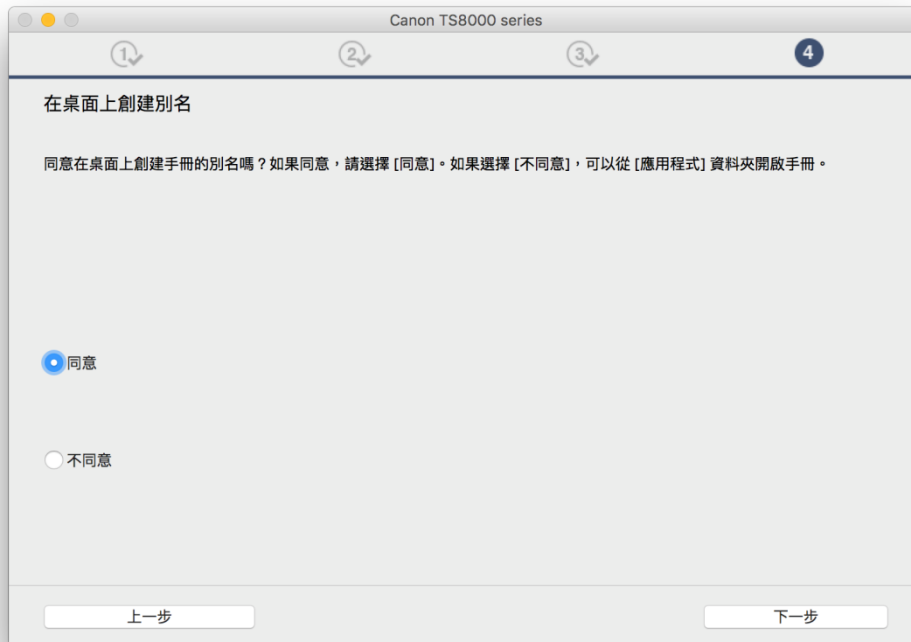 Canon TS8000 series
1 2 3 4
在桌面上創建別名
同意在桌面上創建手冊的別名嗎？如果同意，請選擇 [同意]。如果選擇 [不同意]，可以從 [應用程式] 資料夾開啟手冊。
同意
不同意
上一步 下一步